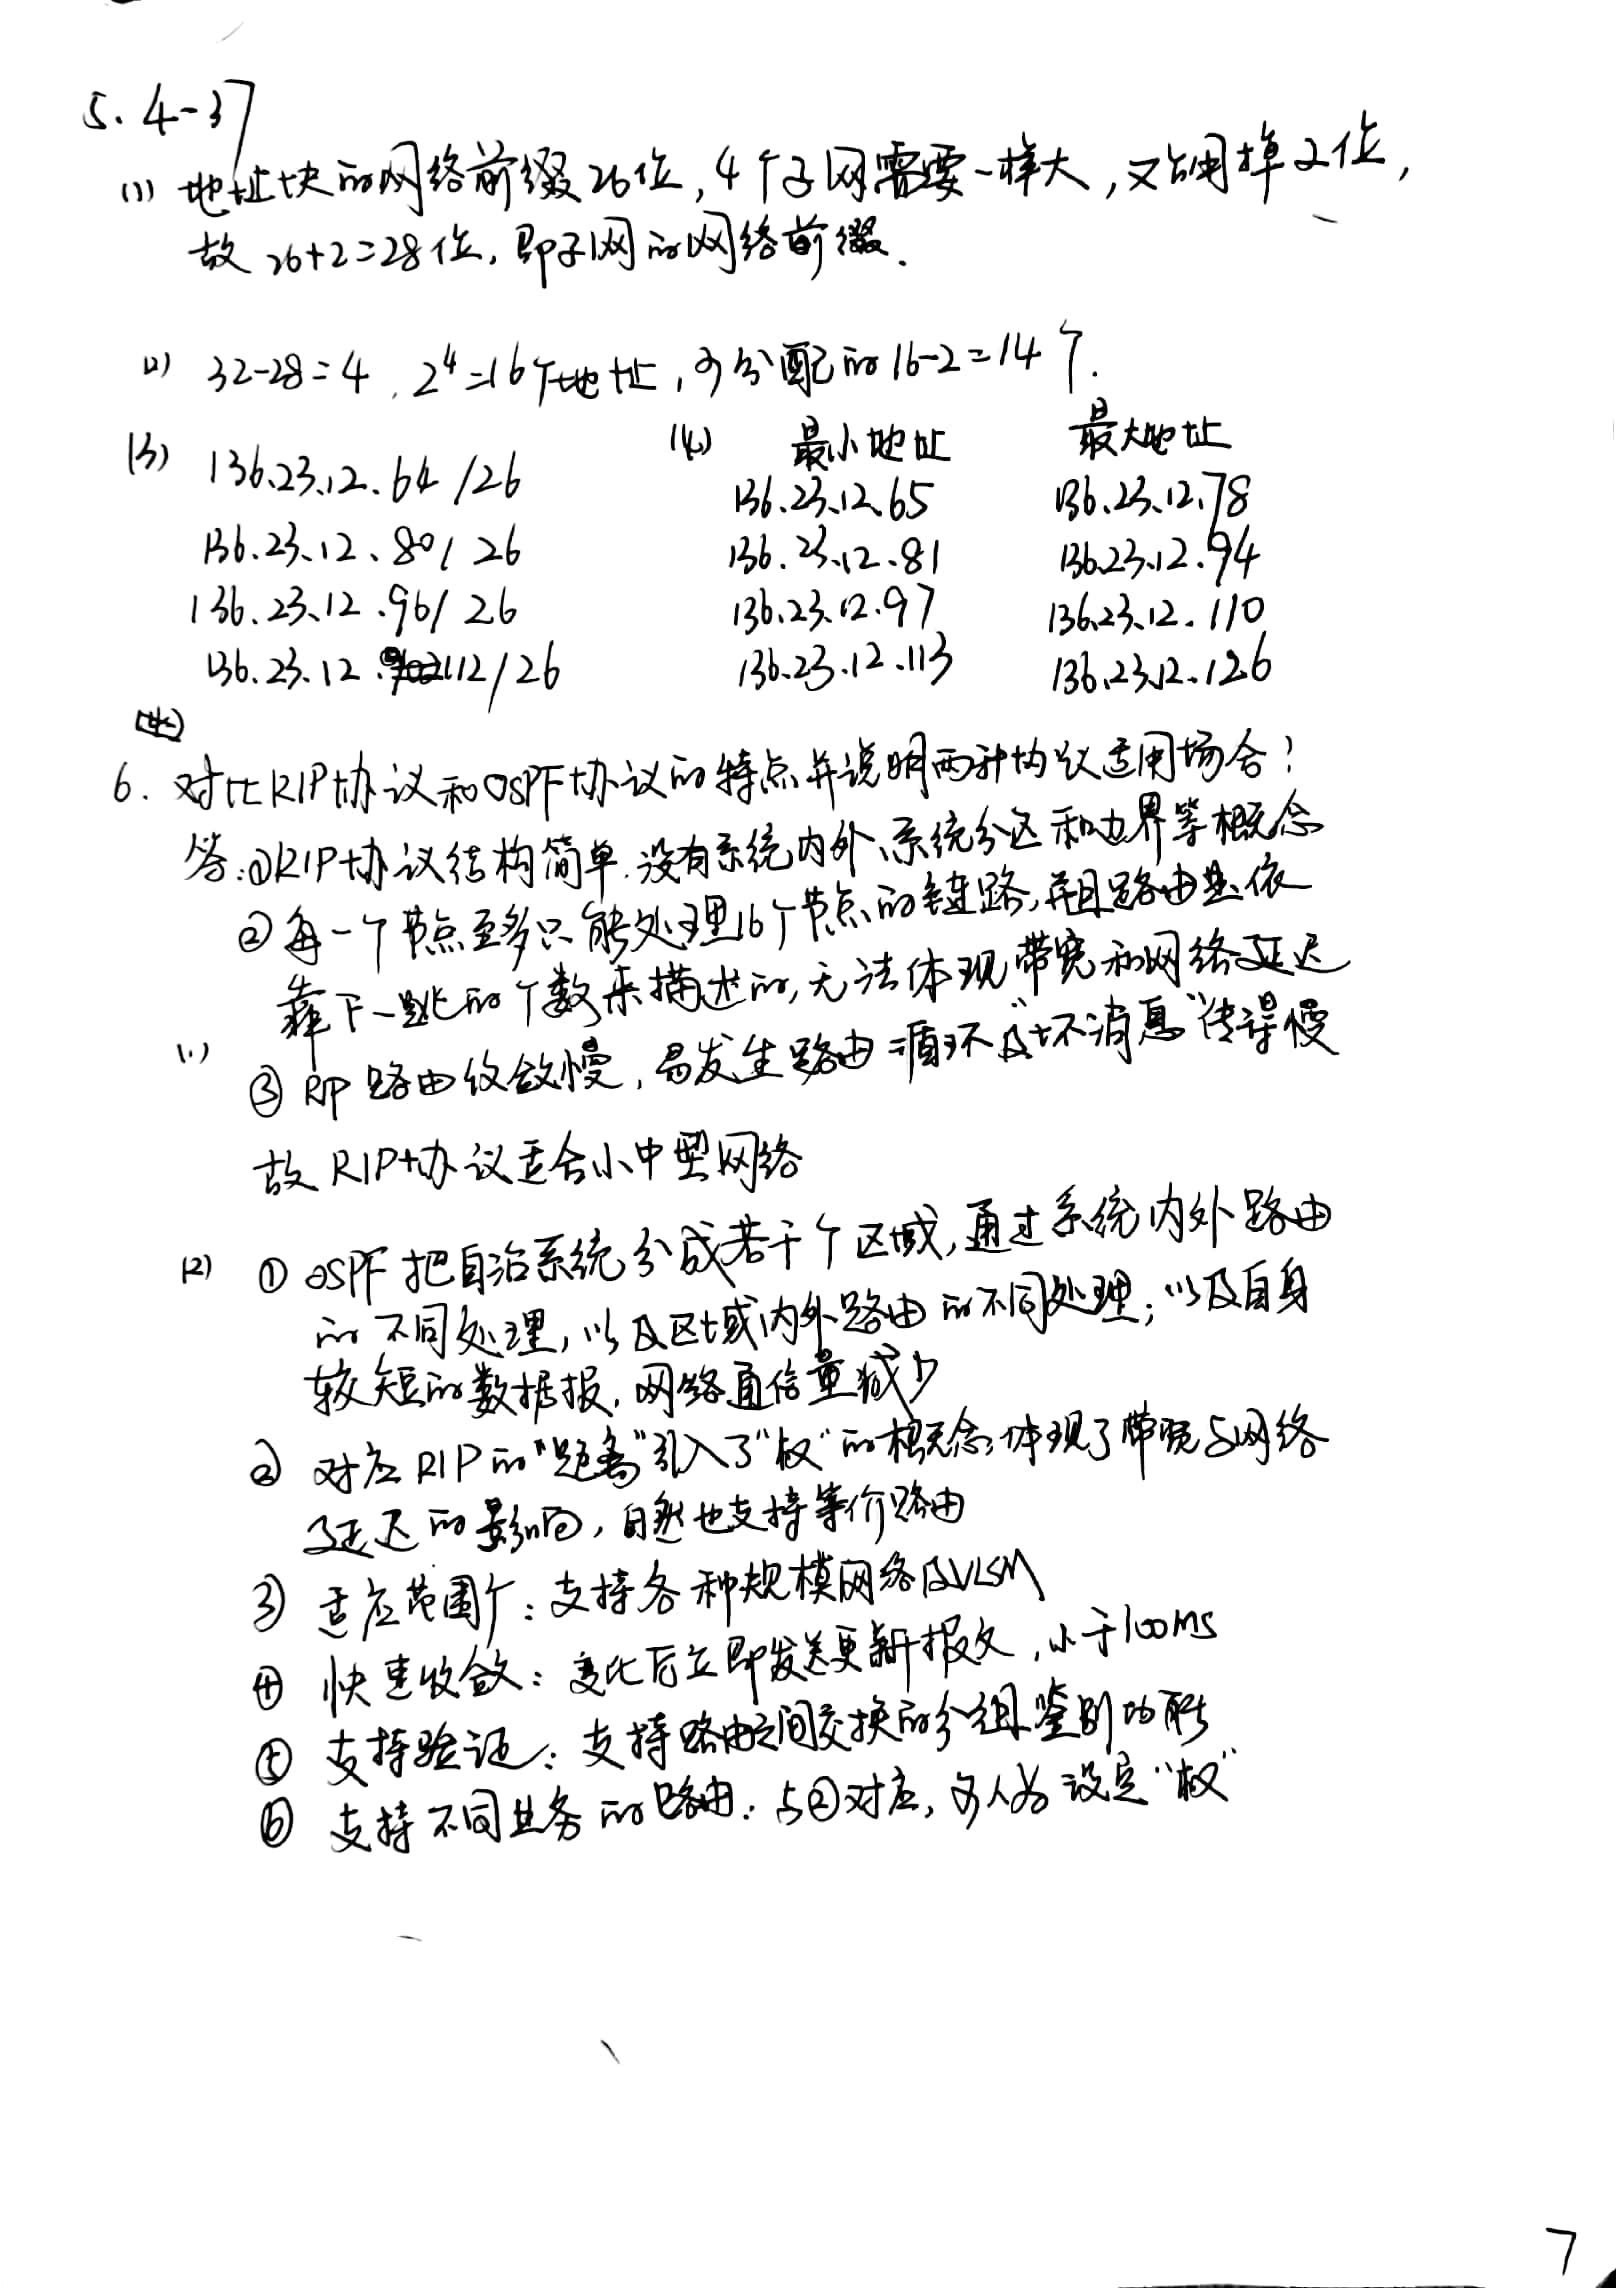 5. 4-37
(1) 地址块的网络前缀26位,4个子网需要一样大,又占用掉2位,
故 26+2=28位,即子网的网络前缀.
(2) 32-28=4 , 2⁴=16个地址,可分配的16-2=14个.
(3) 136.23.12.64 /26
136.23.12.80/ 26
136.23.12.96/ 26
136.23.12.112/26
(4) 最小地址 最大地址
136.23.12.65 136.23.12.78
136.23.12.81 136.23.12.94
136.23.12.97 136.23.12.110
136.23.12.113 136.23.12.126
6. 对比RIP协议和OSPF协议的特点并说明两种协议适用场合?
答:①RIP协议结构简单.没有系统内外、系统分区和边界等概念
② 每一个节点至多只能处理16个节点的链路,并且路由是依
靠下一跳的个数来描述的,无法体现带宽和网络延迟
(1)
③ RIP 路由收敛慢,易发生路由循环及"坏消息"传得慢
故RIP协议适合小中型网络
(2) ① OSPF 把自治系统分成若干个区域,通过系统内外路由
的不同处理,以及区域内外路由的不同处理;以及自身
较短的数据报,网络通信量减少
② 对应RIP的"距离"引入了"权"的概念,体现了带宽与网络
延迟的影响,自然也支持等价路由
③ 适应范围广:支持各种规模网络及VLSM
④ 快速收敛:变化后立即发送更新报文,小于100ms
⑤ 支持验证:支持路由之间交换的分组鉴别功能
⑥ 支持不同业务的路由:与②对应,可人为设定"权"
7